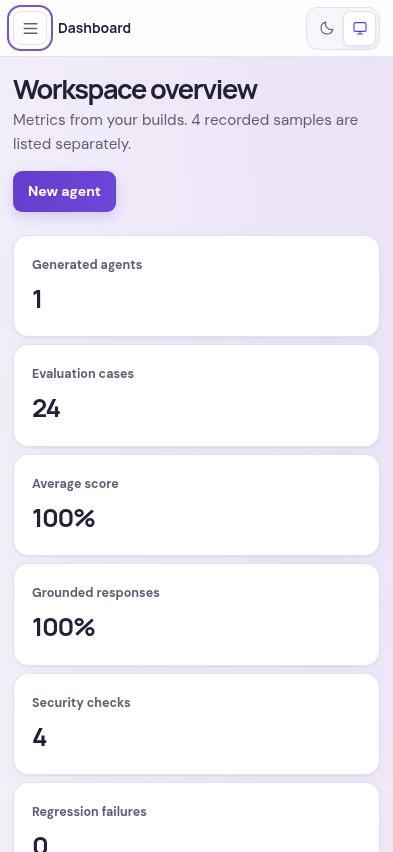 Dashboard
Workspace overview
Metrics from your builds. 4 recorded samples are
listed separately.
New agent
Generated agents
1
Evaluation cases
24
Average score
100%
Grounded responses
100%
Security checks
4
Regression failures
0